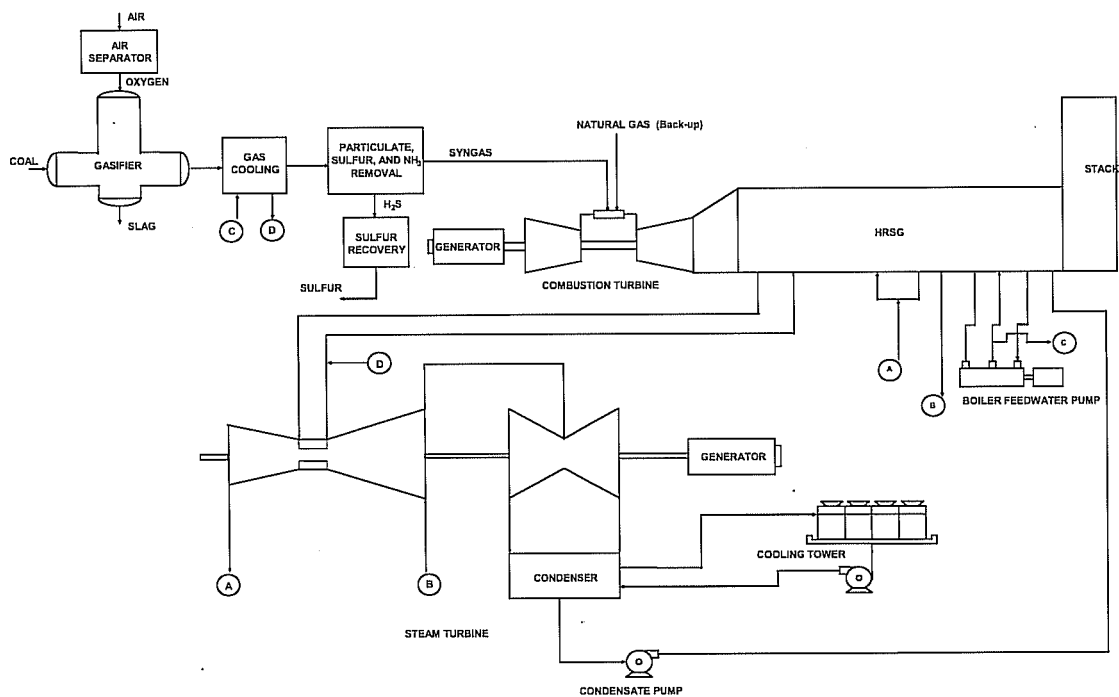 AIR
AIR
SEPARATOR
OXYGEN
COAL
GASIFIER
SLAG
GAS
COOLING
C
D
PARTICULATE,
SULFUR, AND NH3
REMOVAL
H2S
SULFUR
RECOVERY
SULFUR
SYNGAS
NATURAL GAS (Back-up)
GENERATOR
COMBUSTION TURBINE
HRSG
STACK
A
B
C
BOILER FEEDWATER PUMP
D
GENERATOR
A
B
STEAM TURBINE
CONDENSER
COOLING TOWER
CONDENSATE PUMP